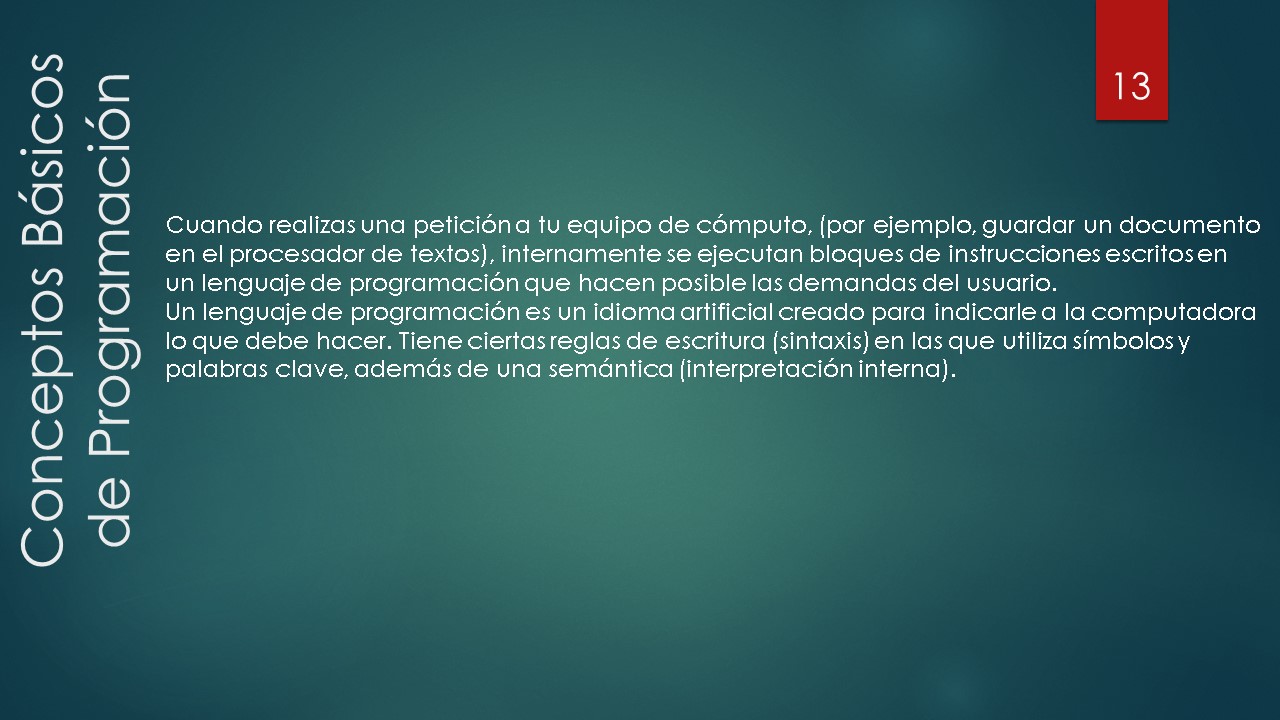 Conceptos Básicos
de Programación
13
Cuando realizas una petición a tu equipo de cómputo, (por ejemplo, guardar un documento
en el procesador de textos), internamente se ejecutan bloques de instrucciones escritos en
un lenguaje de programación que hacen posible las demandas del usuario.
Un lenguaje de programación es un idioma artificial creado para indicarle a la computadora
lo que debe hacer. Tiene ciertas reglas de escritura (sintaxis) en las que utiliza símbolos y
palabras clave, además de una semántica (interpretación interna).